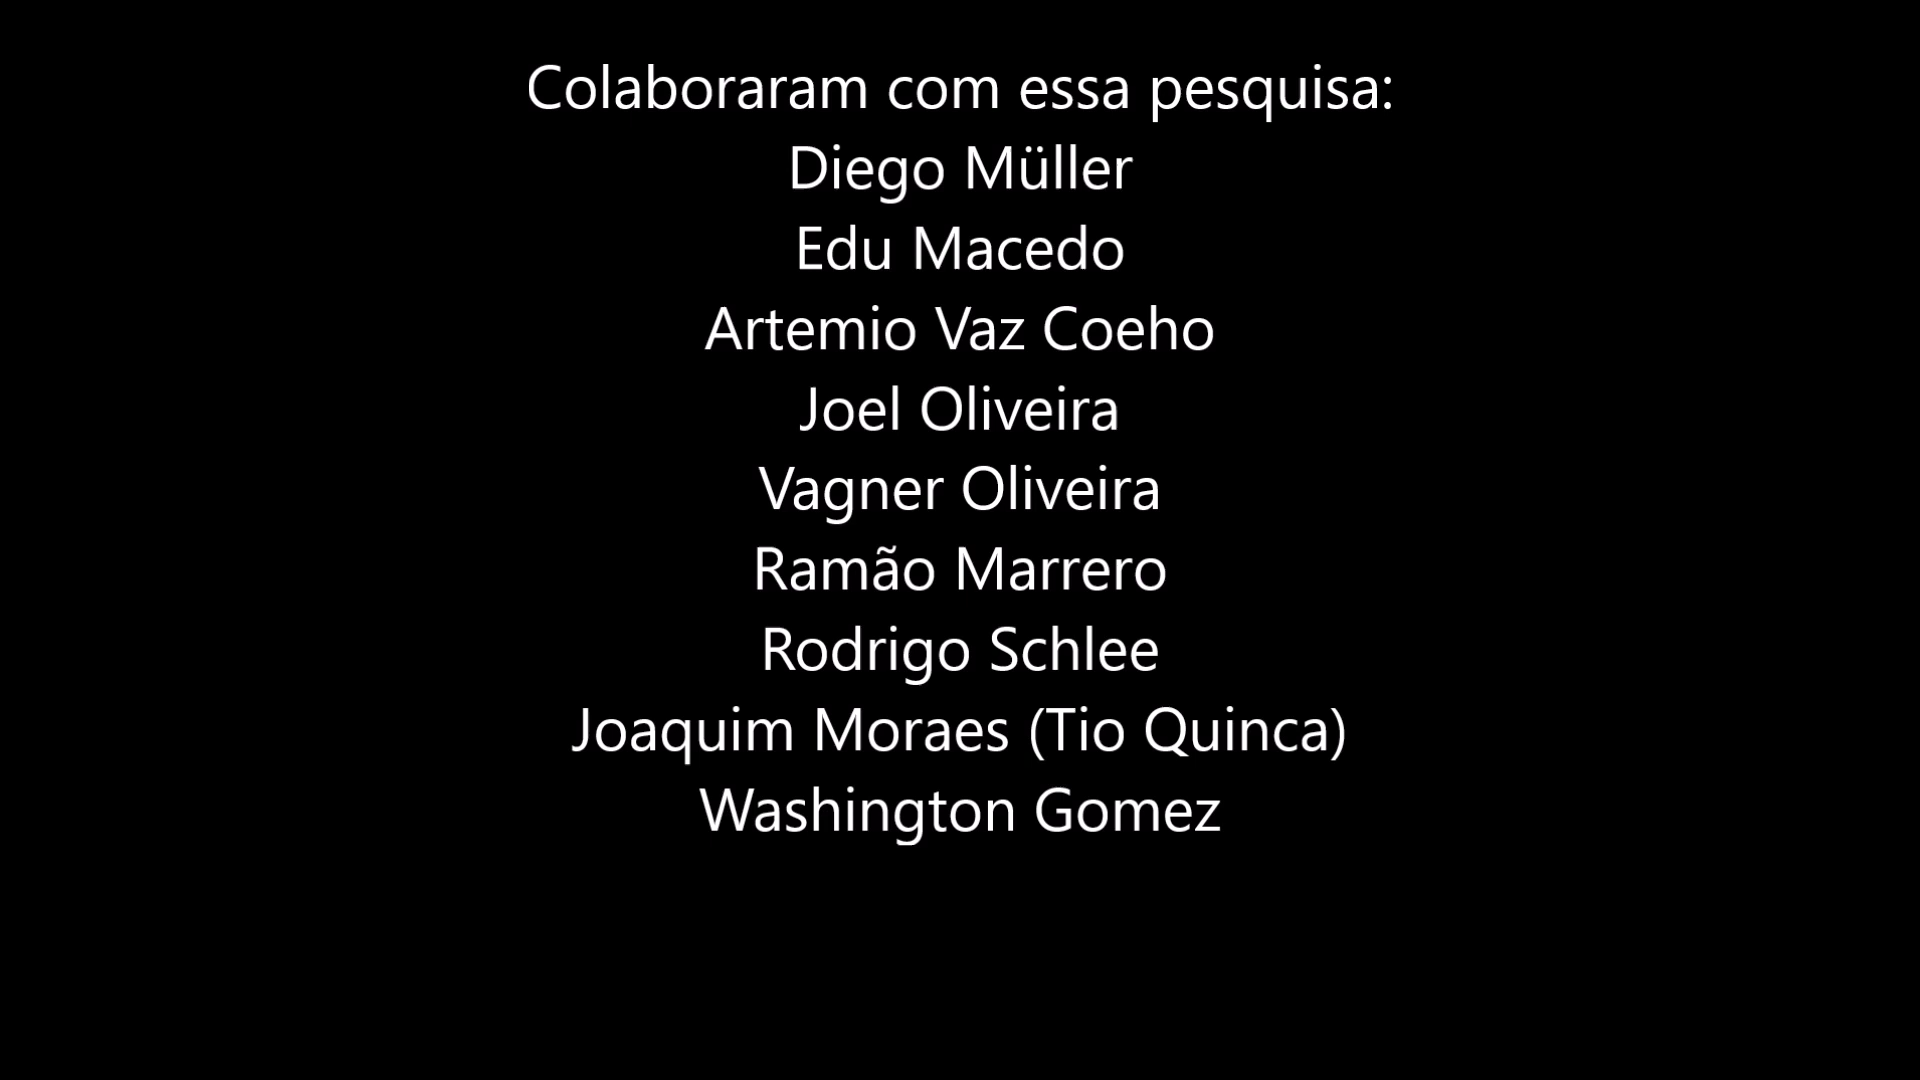 Colaboraram com essa pesquisa:
Diego Müller
Edu Macedo
Artemio Vaz Coeho
Joel Oliveira
Vagner Oliveira
Ramão Marrero
Rodrigo Schlee
Joaquim Moraes (Tio Quinca)
Washington Gomez